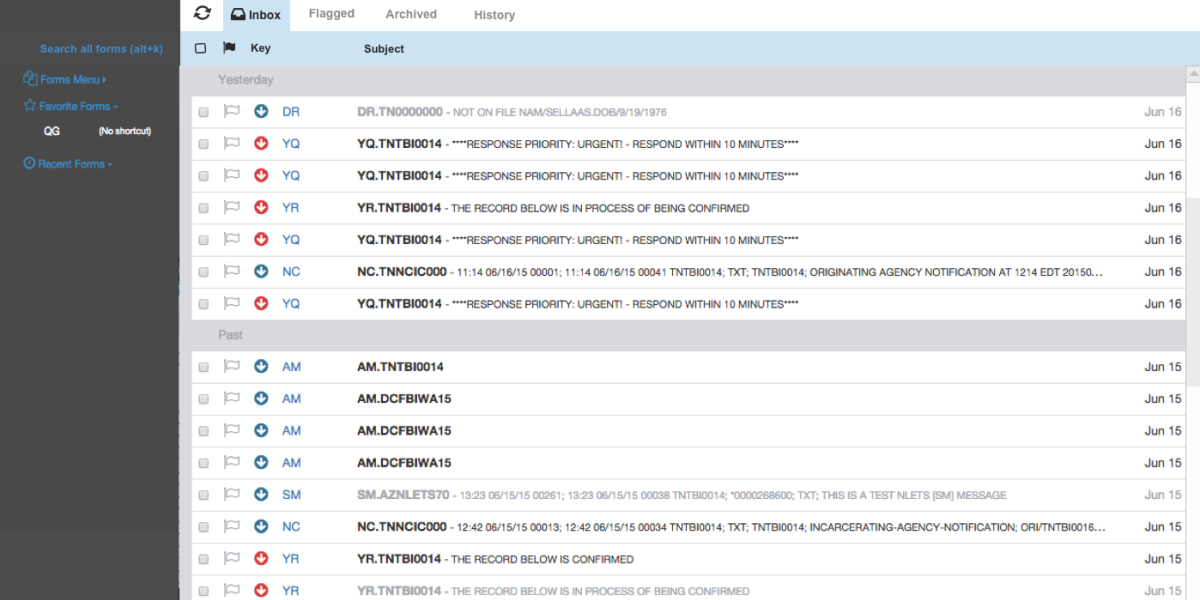 Inbox Flagged Archived History
Search all forms (alt+k)
Forms Menu
Favorite Forms
QG (No shortcut)
Recent Forms
Key Subject
Yesterday
DR DR.TN0000000 - NOT ON FILE NAM/SELLAAS.DOB/9/19/1976 Jun 16
YQ YQ.TNTBI0014 - ****RESPONSE PRIORITY: URGENT! - RESPOND WITHIN 10 MINUTES**** Jun 16
YQ YQ.TNTBI0014 - ****RESPONSE PRIORITY: URGENT! - RESPOND WITHIN 10 MINUTES**** Jun 16
YR YR.TNTBI0014 - THE RECORD BELOW IS IN PROCESS OF BEING CONFIRMED Jun 16
YQ YQ.TNTBI0014 - ****RESPONSE PRIORITY: URGENT! - RESPOND WITHIN 10 MINUTES**** Jun 16
NC NC.TNNCIC000 - 11:14 06/16/15 00001; 11:14 06/16/15 00041 TNTBI0014; TXT; TNTBI0014; ORIGINATING AGENCY NOTIFICATION AT 1214 EDT 20150... Jun 16
YQ YQ.TNTBI0014 - ****RESPONSE PRIORITY: URGENT! - RESPOND WITHIN 10 MINUTES**** Jun 16
Past
AM AM.TNTBI0014 Jun 15
AM AM.DCFBIWA15 Jun 15
AM AM.DCFBIWA15 Jun 15
AM AM.DCFBIWA15 Jun 15
SM SM.AZNLETS70 - 13:23 06/15/15 00261; 13:23 06/15/15 00038 TNTBI0014; *0000268600; TXT; THIS IS A TEST NLETS [SM] MESSAGE Jun 15
NC NC.TNNCIC000 - 12:42 06/15/15 00013; 12:42 06/15/15 00034 TNTBI0014; TXT; TNTBI0014; INCARCERATING-AGENCY-NOTIFICATION; ORI/TNTBI0016... Jun 15
YR YR.TNTBI0014 - THE RECORD BELOW IS CONFIRMED Jun 15
YR YR.TNTBI0014 - THE RECORD BELOW IS IN PROCESS OF BEING CONFIRMED Jun 15